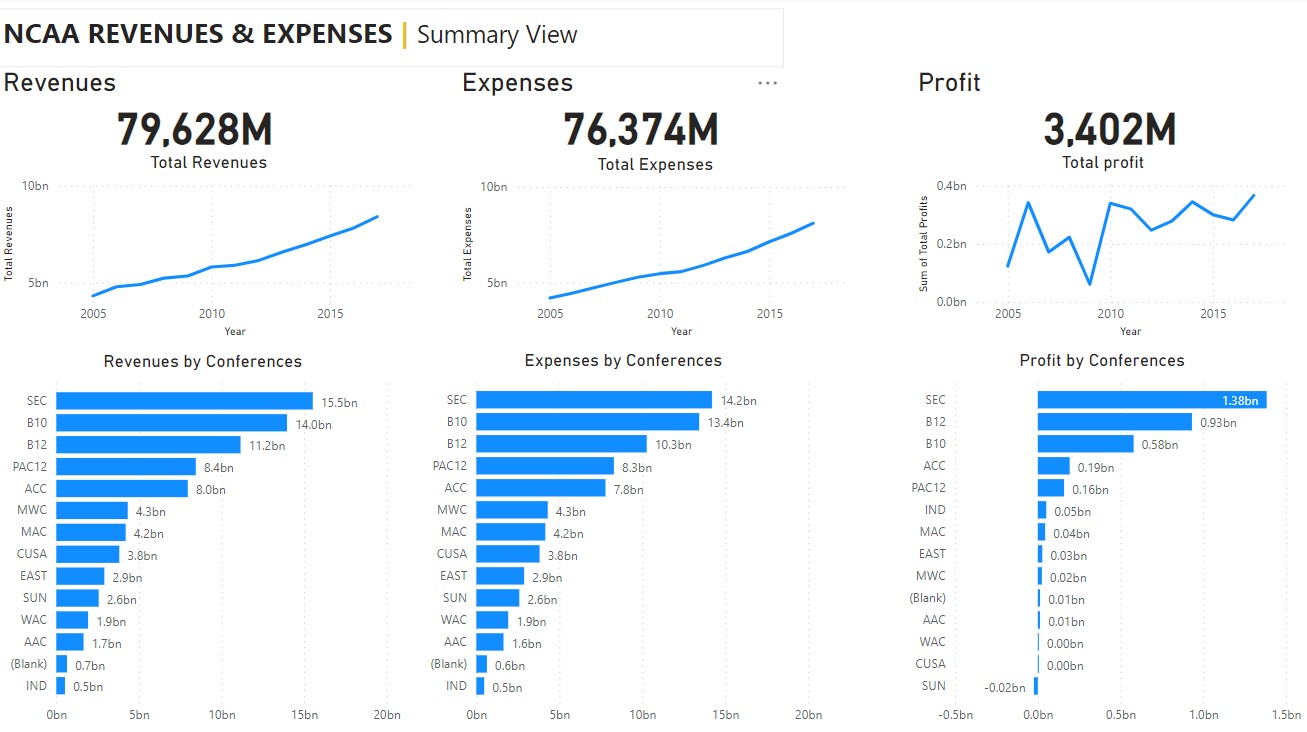 NCAA REVENUES & EXPENSES | Summary View
Revenues
79,628M
Total Revenues
10bn
5bn
Total Revenues
2005 2010 2015
Year
Expenses
...
76,374M
Total Expenses
10bn
5bn
Total Expenses
2005 2010 2015
Year
Profit
3,402M
Total profit
0.4bn
0.2bn
0.0bn
Sum of Total Profits
2005 2010 2015
Year
Revenues by Conferences
SEC 15.5bn
B10 14.0bn
B12 11.2bn
PAC12 8.4bn
ACC 8.0bn
MWC 4.3bn
MAC 4.2bn
CUSA 3.8bn
EAST 2.9bn
SUN 2.6bn
WAC 1.9bn
AAC 1.7bn
(Blank) 0.7bn
IND 0.5bn
0bn 5bn 10bn 15bn 20bn
Expenses by Conferences
SEC 14.2bn
B10 13.4bn
B12 10.3bn
PAC12 8.3bn
ACC 7.8bn
MWC 4.3bn
MAC 4.2bn
CUSA 3.8bn
EAST 2.9bn
SUN 2.6bn
WAC 1.9bn
AAC 1.6bn
(Blank) 0.6bn
IND 0.5bn
0bn 5bn 10bn 15bn 20bn
Profit by Conferences
SEC 1.38bn
B12 0.93bn
B10 0.58bn
ACC 0.19bn
PAC12 0.16bn
IND 0.05bn
MAC 0.04bn
EAST 0.03bn
MWC 0.02bn
(Blank) 0.01bn
AAC 0.01bn
WAC 0.00bn
CUSA 0.00bn
SUN -0.02bn
-0.5bn 0.0bn 0.5bn 1.0bn 1.5bn